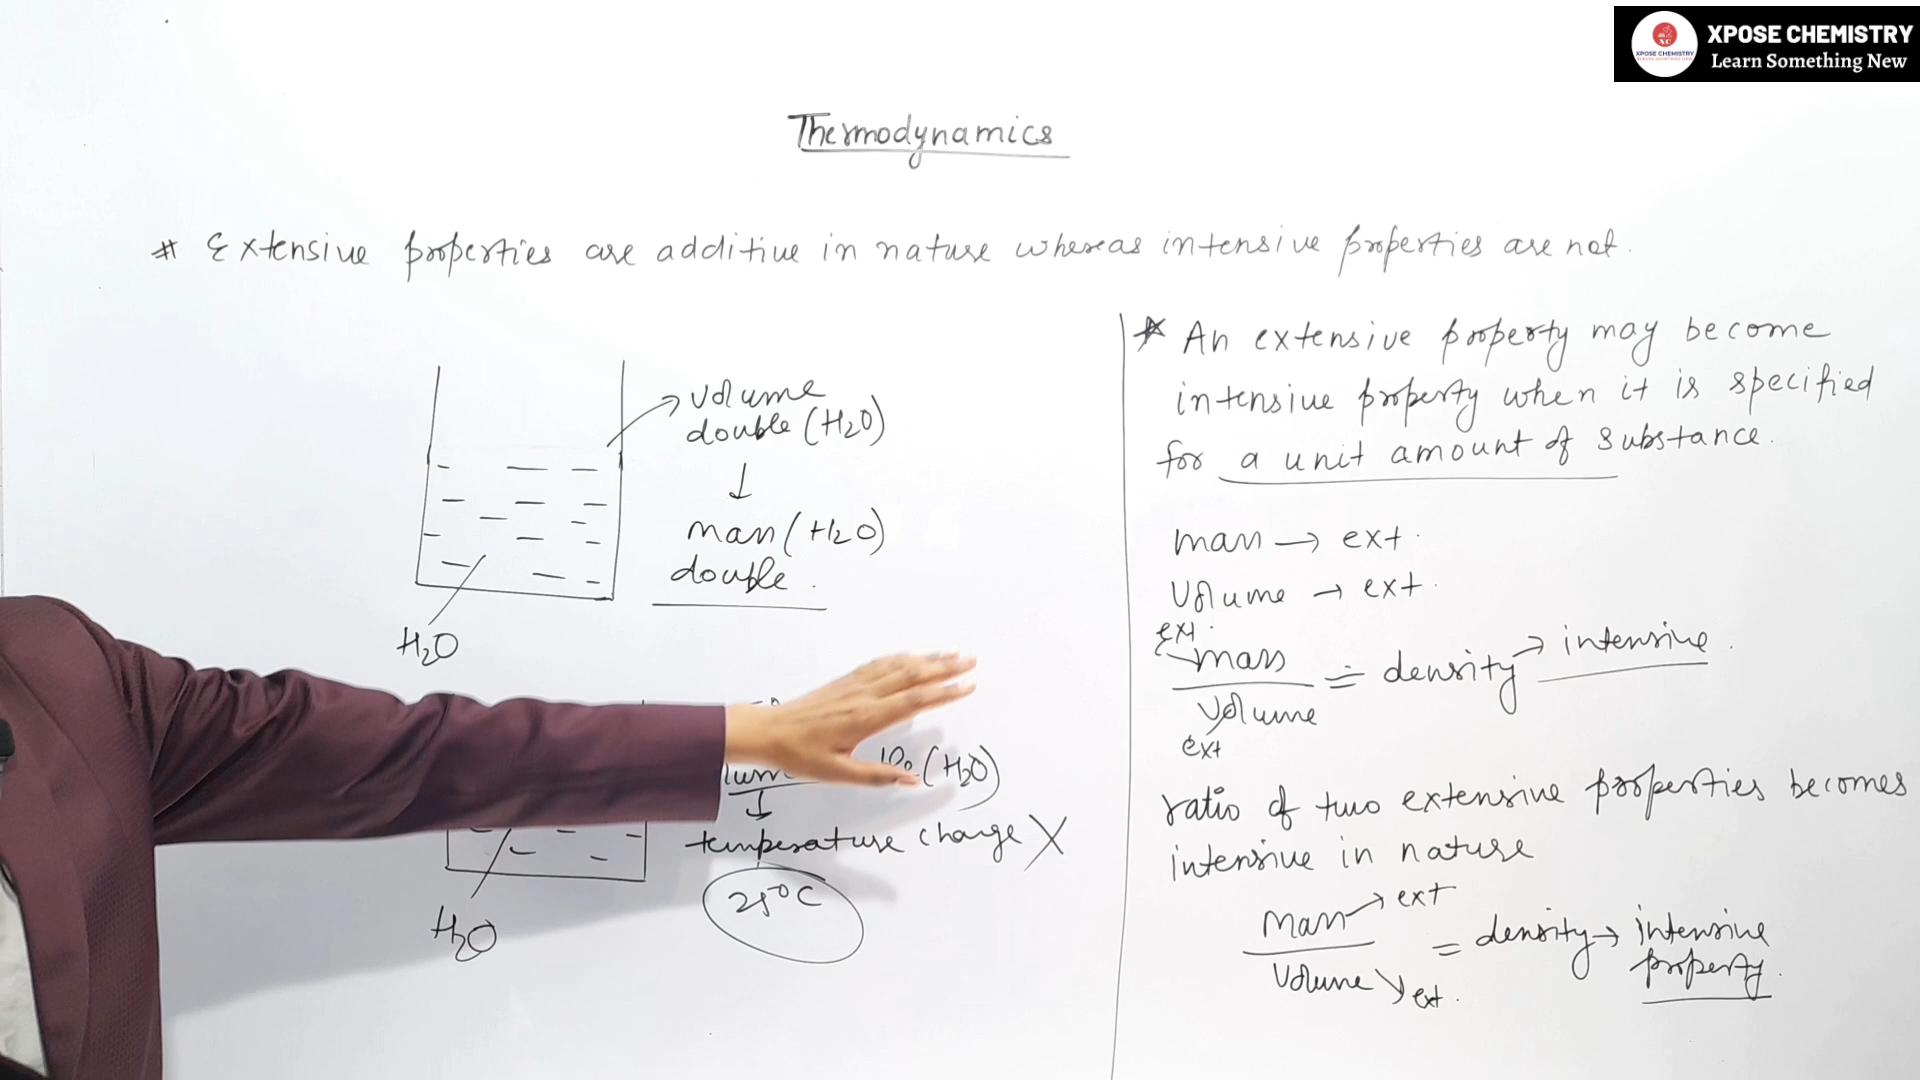 XPOSE CHEMISTRY
Learn Something New
XC
XPOSE CHEMISTRY
Thermodynamics
# Extensive properties are additive in nature whereas intensive properties are not.
volume
double (H₂O)
↓
mass (H₂O)
double.
H₂O
(H₂O)
↓
temperature change X
25°C
H₂O
* An extensive property may become
intensive property when it is specified
for a unit amount of substance.
mass → ext.
Volume → ext.
ext.
mass
Volume
ext
= density → intensive.
ratio of two extensive properties becomes
intensive in nature
mass → ext
Volume → ext.
= density → intensive
property.